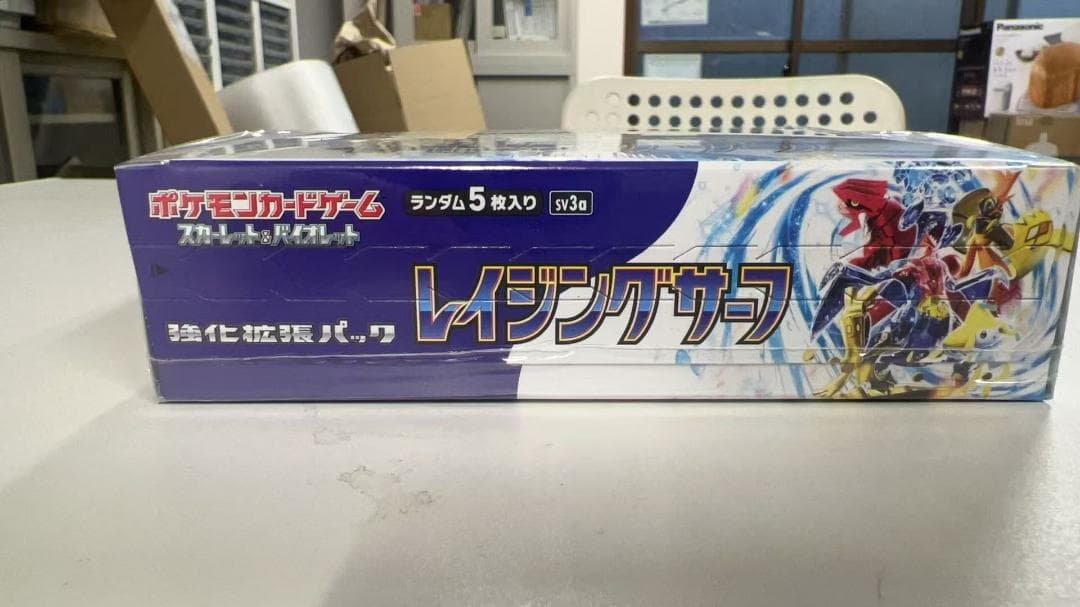 ポケモンカードゲーム
スカーレット&バイオレット
ランダム5枚入り sv3a
強化拡張パック
レイジングサーフ
Panasonic